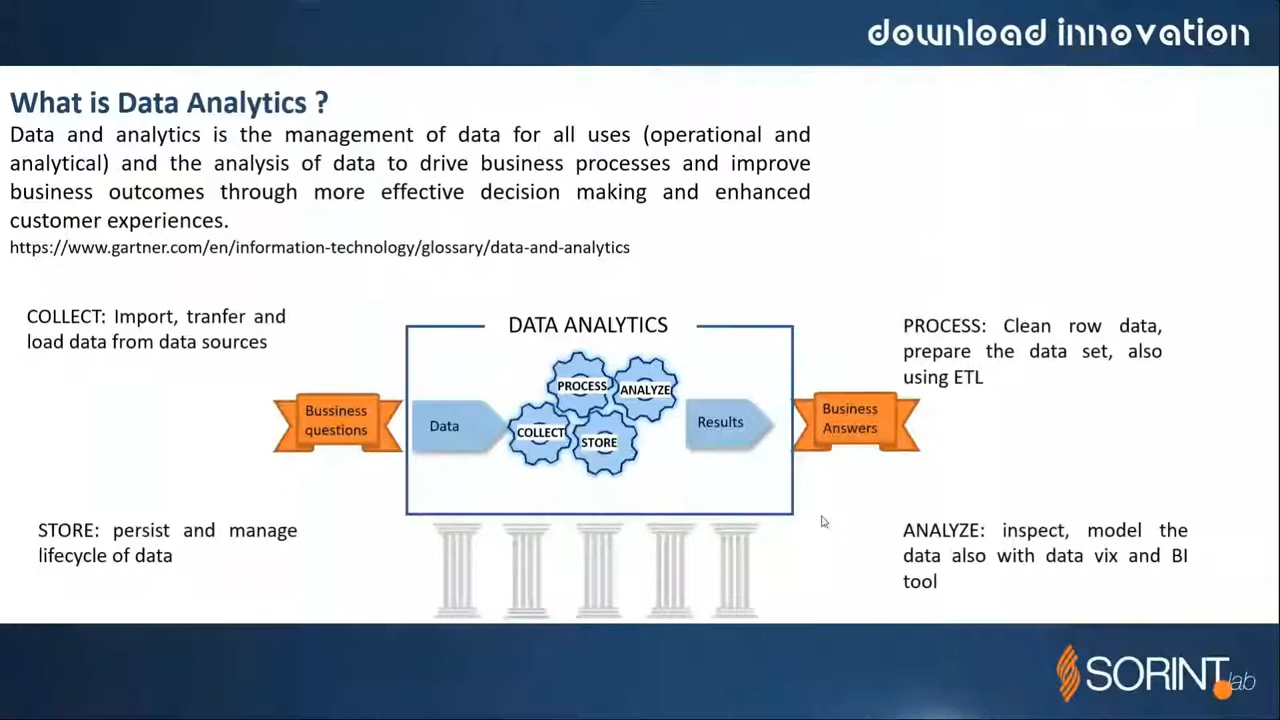 download innovation
What is Data Analytics ?
Data and analytics is the management of data for all uses (operational and
analytical) and the analysis of data to drive business processes and improve
business outcomes through more effective decision making and enhanced
customer experiences.
https://www.gartner.com/en/information-technology/glossary/data-and-analytics
COLLECT: Import, tranfer and
load data from data sources
DATA ANALYTICS
PROCESS: Clean row data,
prepare the data set, also
using ETL
PROCESS
ANALYZE
Bussiness
questions
Data
COLLECT
STORE
Results
Business
Answers
STORE: persist and manage
lifecycle of data
ANALYZE: inspect, model the
data also with data vix and BI
tool
SORINT.lab